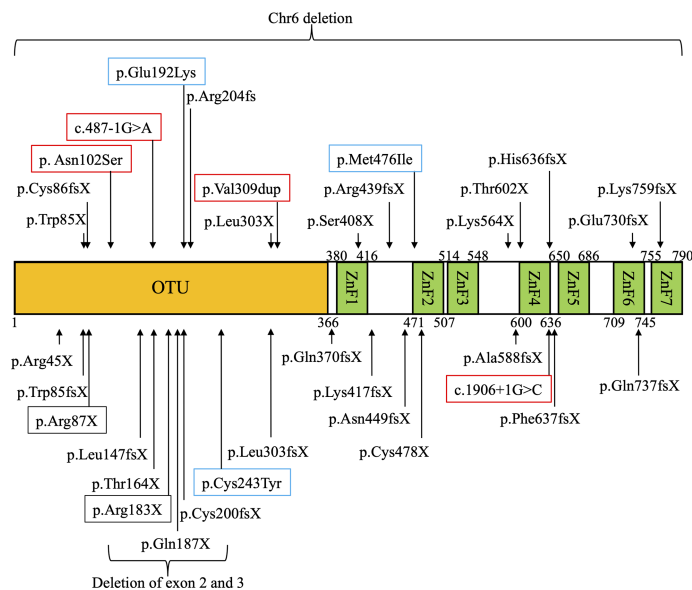 Chr6 deletion
p.Glu192Lys
p.Arg204fs
c.487-1G>A
p. Asn102Ser
p.Met476Ile
p.His636fsX
p.Cys86fsX
p.Val309dup
p.Arg439fsX
p.Thr602X
p.Lys759fsX
p.Trp85X
p.Leu303X
p.Ser408X
p.Lys564X
p.Glu730fsX
380 416 514 548 650 686 755 790
OTU
ZnF1
ZnF2
ZnF3
ZnF4
ZnF5
ZnF6
ZnF7
1 366 471 507 600 636 709 745
p.Arg45X
p.Gln370fsX
p.Ala588fsX
p.Trp85fsX
p.Lys417fsX
c.1906+1G>C
p.Gln737fsX
p.Arg87X
p.Asn449fsX
p.Phe637fsX
p.Leu147fsX
p.Leu303fsX
p.Cys478X
p.Thr164X
p.Cys243Tyr
p.Arg183X
p.Cys200fsX
p.Gln187X
Deletion of exon 2 and 3